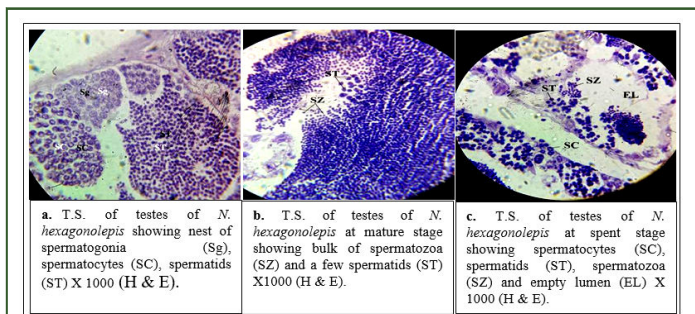 Sg
Sg
SC
SC
ST
ST
ST
SZ
ST
SZ
EL
SC
a. T.S. of testes of N.
hexagonolepis showing nest of
spermatogonia (Sg),
spermatocytes (SC), spermatids
(ST) X 1000 (H & E).
b. T.S. of testes of N.
hexagonolepis at mature stage
showing bulk of spermatozoa
(SZ) and a few spermatids (ST)
X1000 (H & E).
c. T.S. of testes of N.
hexagonolepis at spent stage
showing spermatocytes (SC),
spermatids (ST), spermatozoa
(SZ) and empty lumen (EL) X
1000 (H & E).